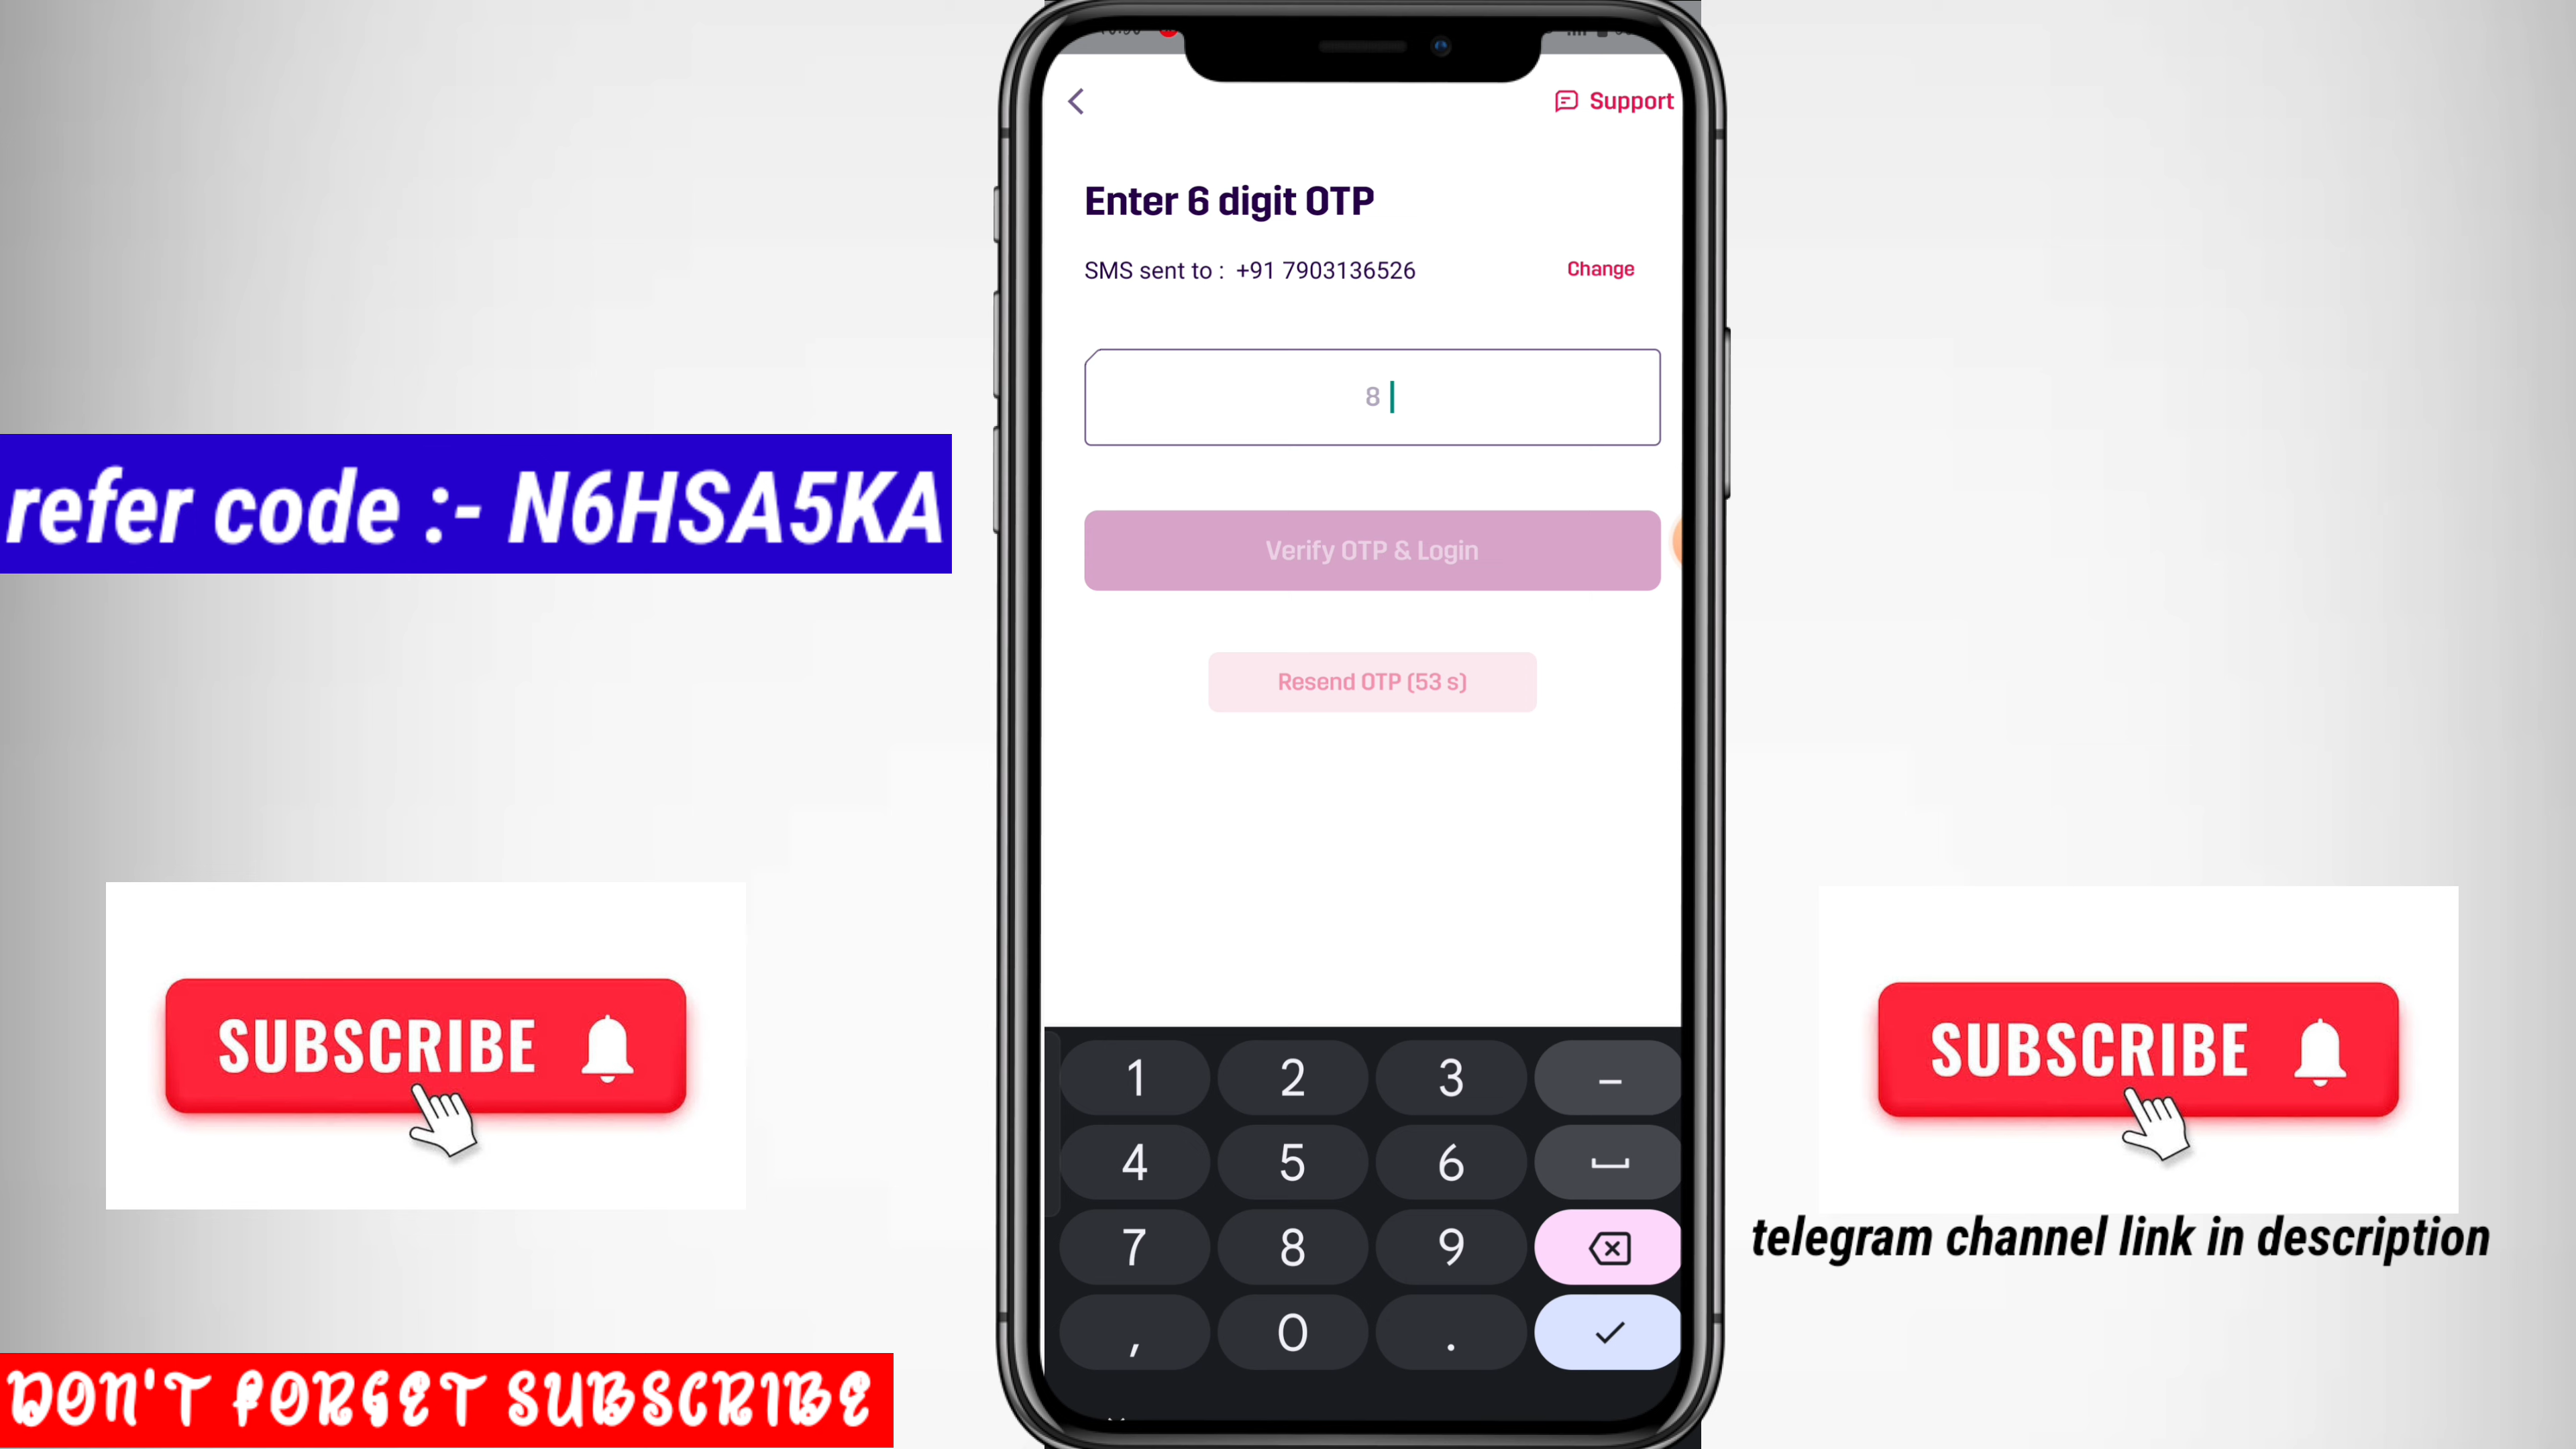 Support
Enter 6 digit OTP
SMS sent to : +91 7903136526
Change
8
refer code :- N6HSA5KA
Verify OTP & Login
Resend OTP (53 s)
SUBSCRIBE
SUBSCRIBE
1 2 3 –
4 5 6
7 8 9
, 0 .
telegram channel link in description
DON'T FORGET SUBSCRIBE